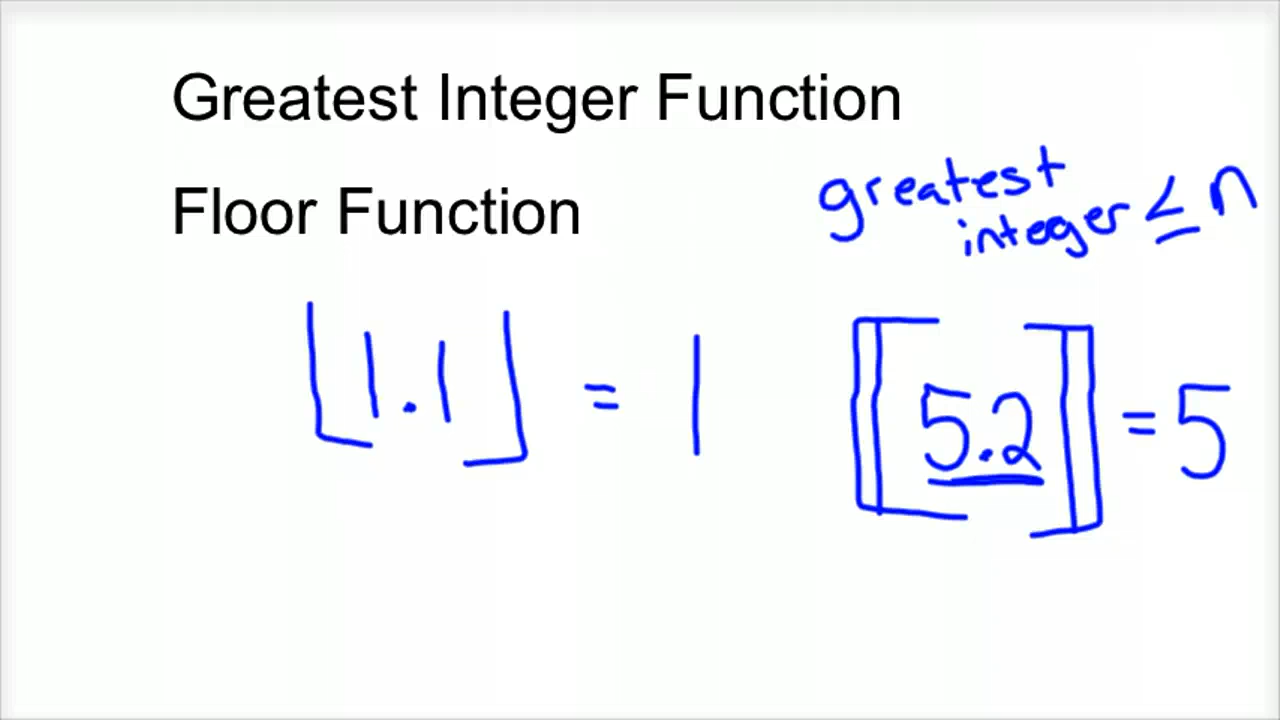 Greatest Integer Function
Floor Function
greatest
integer ≤ n
⌊1.1⌋ = 1
⟦5.2⟧ = 5